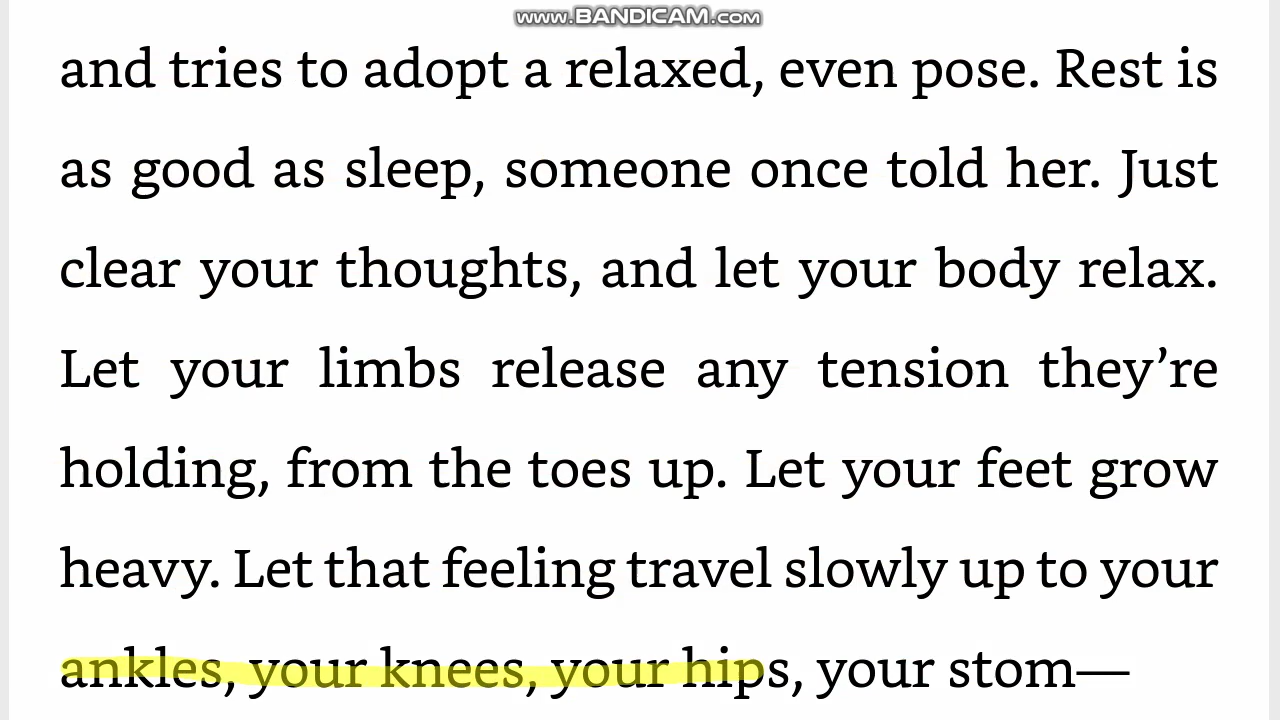 www.BANDICAM.com
and tries to adopt a relaxed, even pose. Rest is
as good as sleep, someone once told her. Just
clear your thoughts, and let your body relax.
Let your limbs release any tension they’re
holding, from the toes up. Let your feet grow
heavy. Let that feeling travel slowly up to your
ankles, your knees, your hips, your stom—